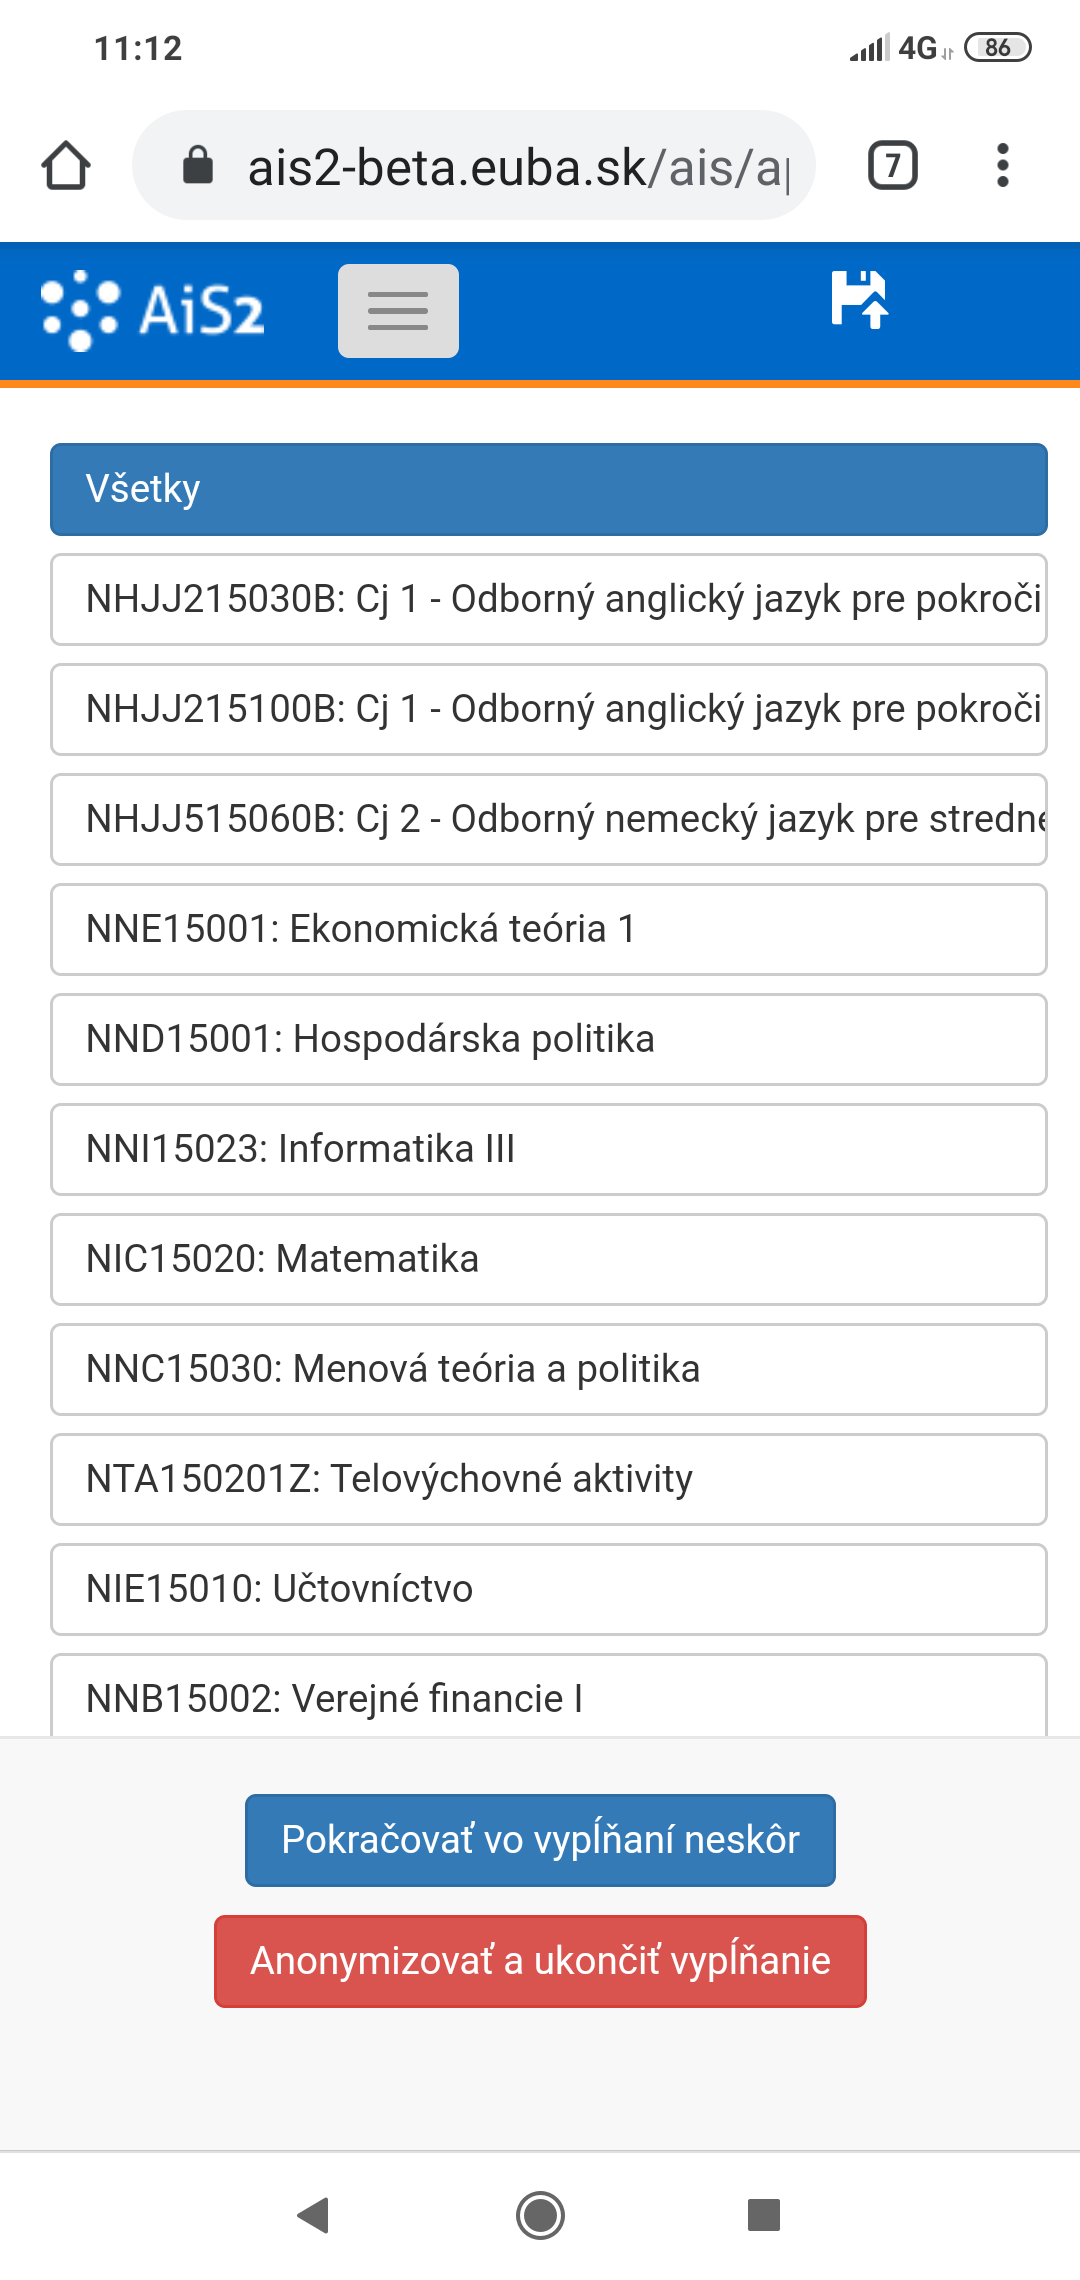 11:12
4G 86
ais2-beta.euba.sk/ais/a
7
AiS2
Všetky
NHJJ215030B: Cj 1 - Odborný anglický jazyk pre pokroči
NHJJ215100B: Cj 1 - Odborný anglický jazyk pre pokroči
NHJJ515060B: Cj 2 - Odborný nemecký jazyk pre stredne
NNE15001: Ekonomická teória 1
NND15001: Hospodárska politika
NNI15023: Informatika III
NIC15020: Matematika
NNC15030: Menová teória a politika
NTA150201Z: Telovýchovné aktivity
NIE15010: Učtovníctvo
NNB15002: Verejné financie I
Pokračovať vo vypĺňaní neskôr
Anonymizovať a ukončiť vypĺňanie